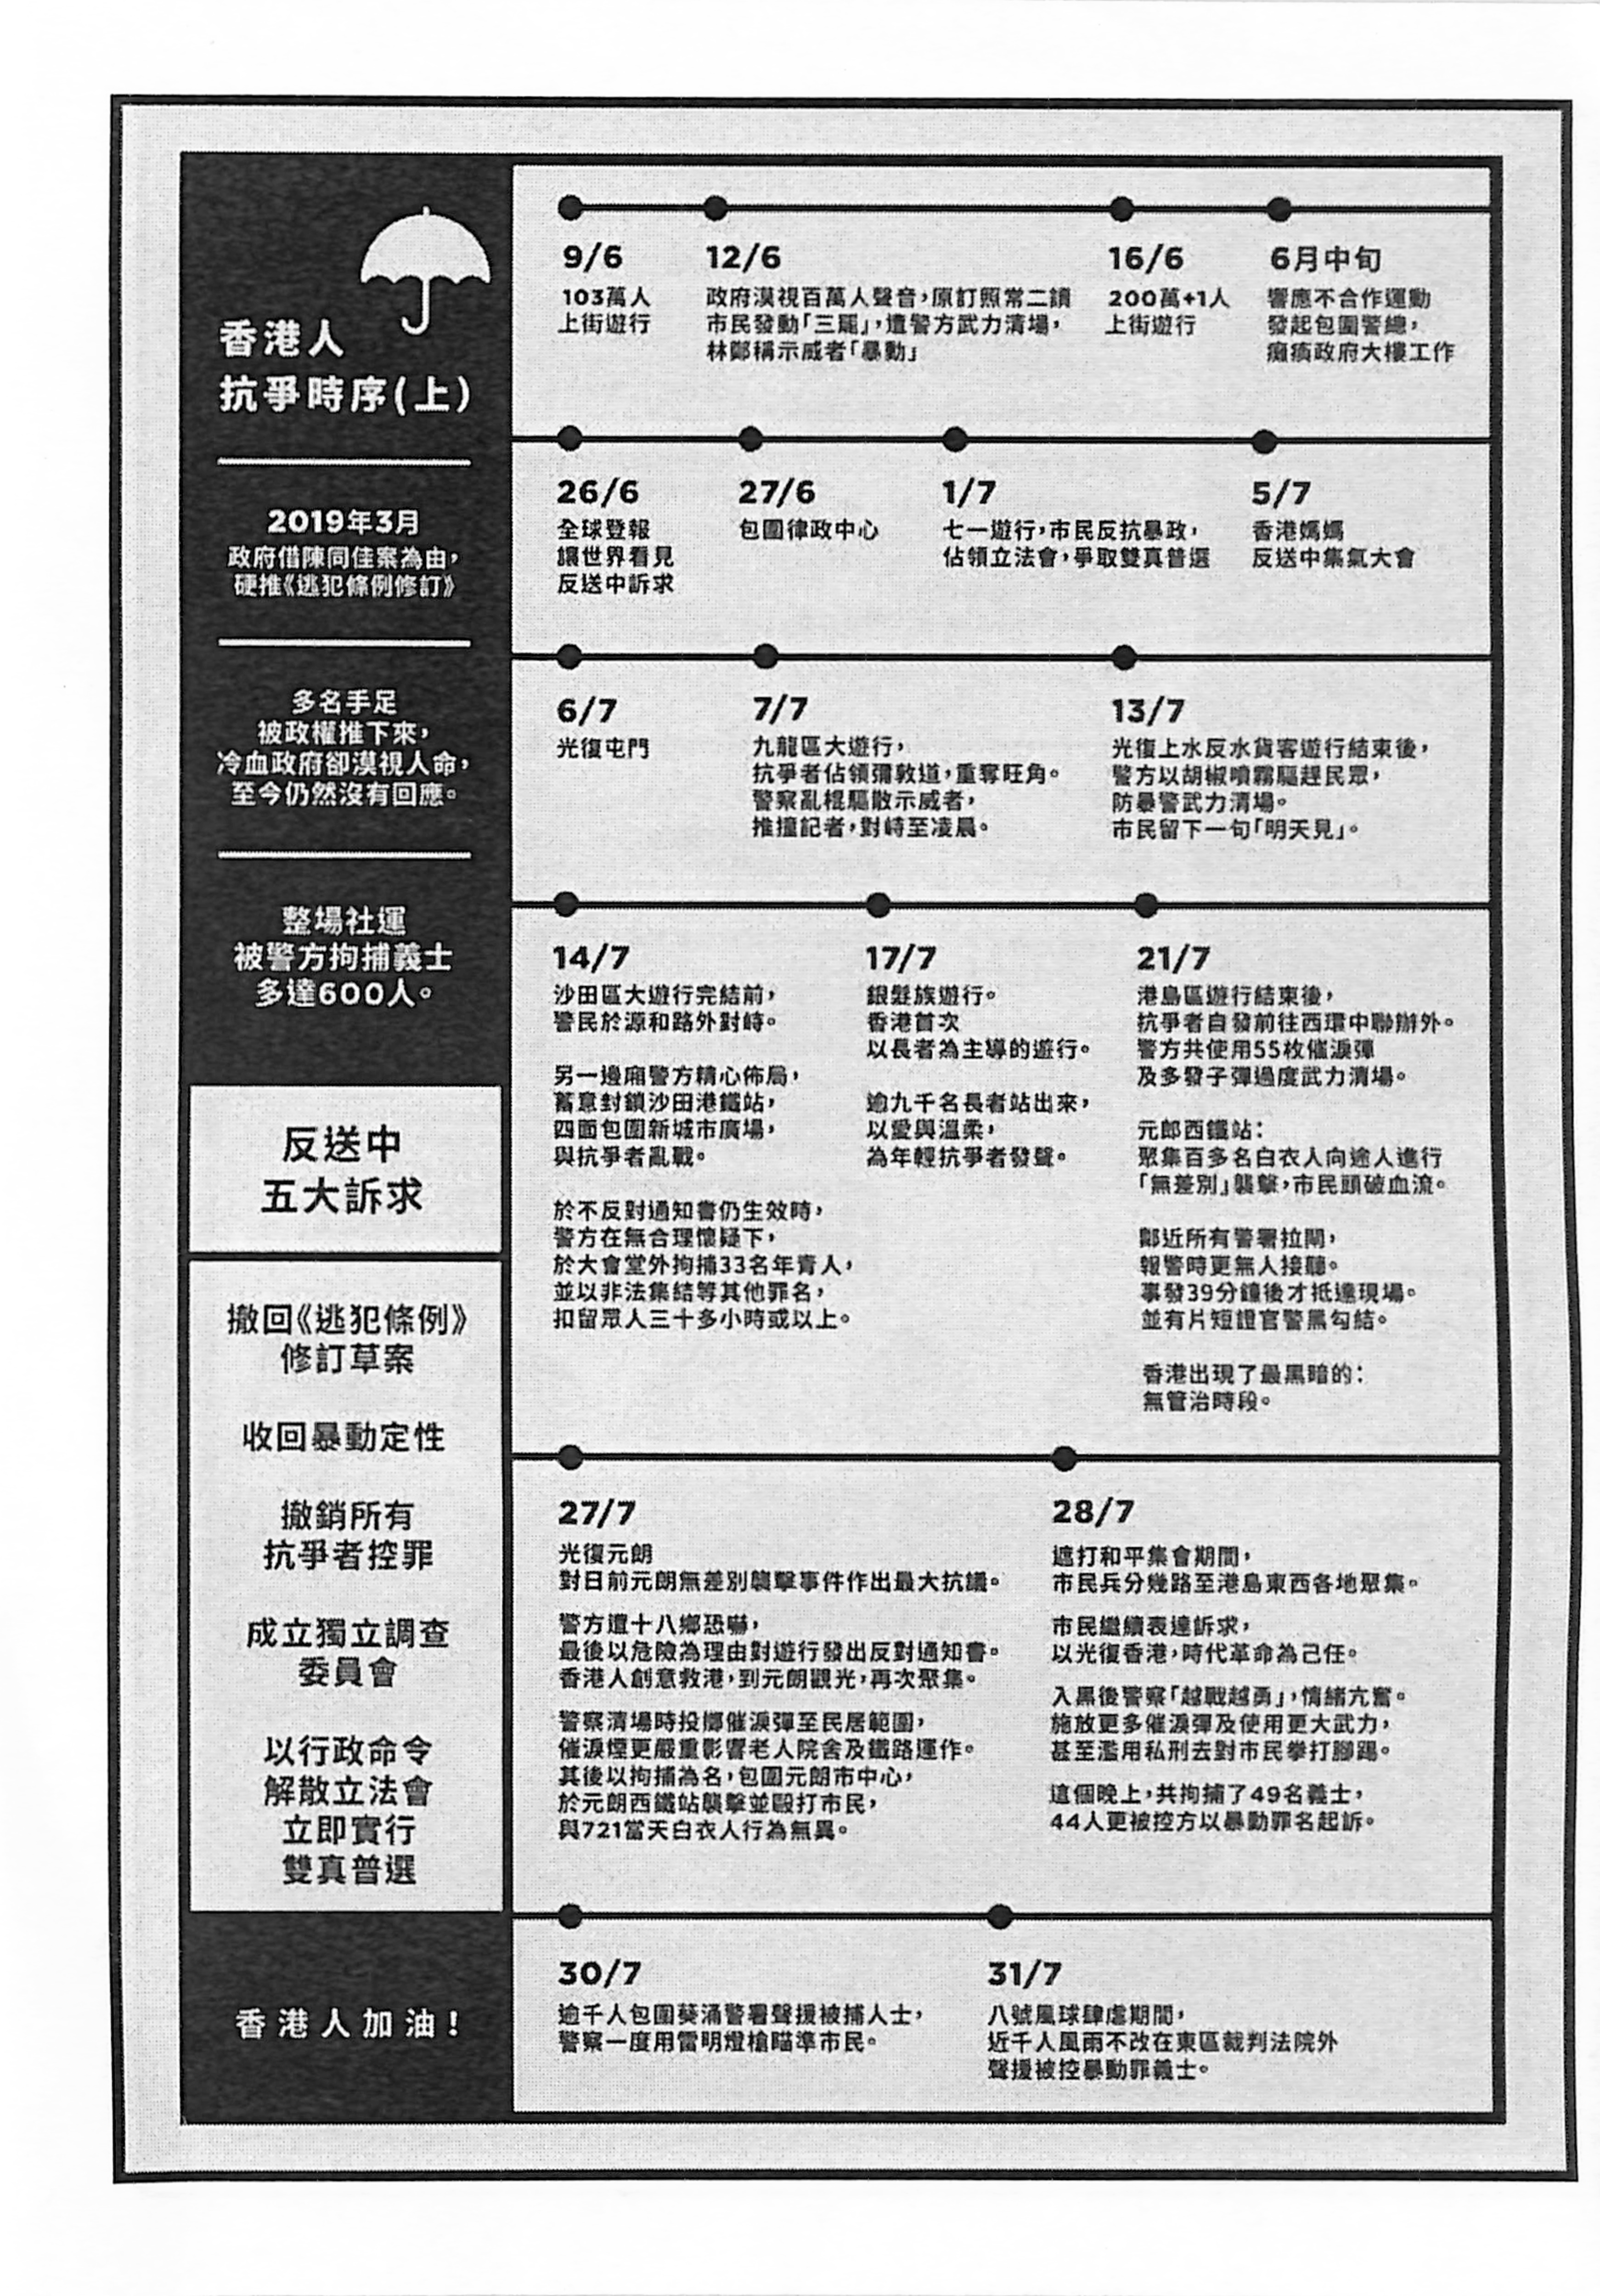 香港人
抗爭時序(上)
2019年3月
政府借陳同佳案為由,
硬推《逃犯條例修訂》
多名手足
被政權推下來,
冷血政府卻漠視人命,
至今仍然沒有回應。
整場社運
被警方拘捕義士
多達600人。
反送中
五大訴求
撤回《逃犯條例》
修訂草案
收回暴動定性
撤銷所有
抗爭者控罪
成立獨立調查
委員會
以行政命令
解散立法會
立即實行
雙真普選
香港人加油!
9/6
103萬人
上街遊行
12/6
政府漠視百萬人聲音,原訂照常二讀
市民發動「三罷」,遭警方武力清場,
林鄭稱示威者「暴動」
16/6
200萬+1人
上街遊行
6月中旬
響應不合作運動
發起包圍警總,
癱瘓政府大樓工作
26/6
全球登報
讓世界看見
反送中訴求
27/6
包圍律政中心
1/7
七一遊行,市民反抗暴政,
佔領立法會,爭取雙真普選
5/7
香港媽媽
反送中集氣大會
6/7
光復屯門
7/7
九龍區大遊行,
抗爭者佔領彌敦道,重奪旺角。
警察亂棍驅散示威者,
推撞記者,對峙至凌晨。
13/7
光復上水反水貨客遊行結束後,
警方以胡椒噴霧驅趕民眾,
防暴警武力清場。
市民留下一句「明天見」。
14/7
沙田區大遊行完結前,
警民於源和路外對峙。
另一邊廂警方精心佈局,
蓄意封鎖沙田港鐵站,
四面包圍新城市廣場,
與抗爭者亂戰。
於不反對通知書仍生效時,
警方在無合理懷疑下,
於大會堂外拘捕33名年青人,
並以非法集結等其他罪名,
扣留眾人三十多小時或以上。
17/7
銀髮族遊行。
香港首次
以長者為主導的遊行。
逾九千名長者站出來,
以愛與溫柔,
為年輕抗爭者發聲。
21/7
港島區遊行結束後,
抗爭者自發前往西環中聯辦外。
警方共使用55枚催淚彈
及多發子彈過度武力清場。
元郎西鐵站:
聚集百多名白衣人向途人進行
「無差別」襲擊,市民頭破血流。
鄰近所有警署拉閘,
報警時更無人接聽。
事發39分鐘後才抵達現場。
並有片短證官警黑勾結。
香港出現了最黑暗的:
無管治時段。
27/7
光復元朗
對日前元朗無差別襲擊事件作出最大抗議。
警方遭十八鄉恐嚇,
最後以危險為理由對遊行發出反對通知書。
香港人創意救港,到元朗觀光,再次聚集。
警察清場時投擲催淚彈至民居範圍,
催淚煙更嚴重影響老人院舍及鐵路運作。
其後以拘捕為名,包圍元朗市中心,
於元朗西鐵站襲擊並毆打市民,
與721當天白衣人行為無異。
28/7
遮打和平集會期間,
市民兵分幾路至港島東西各地聚集。
市民繼續表達訴求,
以光復香港,時代革命為己任。
入黑後警察「越戰越勇」,情緒亢奮。
施放更多催淚彈及使用更大武力,
甚至濫用私刑去對市民拳打腳踢。
這個晚上,共拘捕了49名義士,
44人更被控方以暴動罪名起訴。
30/7
逾千人包圍葵涌警署聲援被捕人士,
警察一度用雷明燈槍瞄準市民。
31/7
八號風球肆虐期間,
近千人風雨不改在東區裁判法院外
聲援被控暴動罪義士。